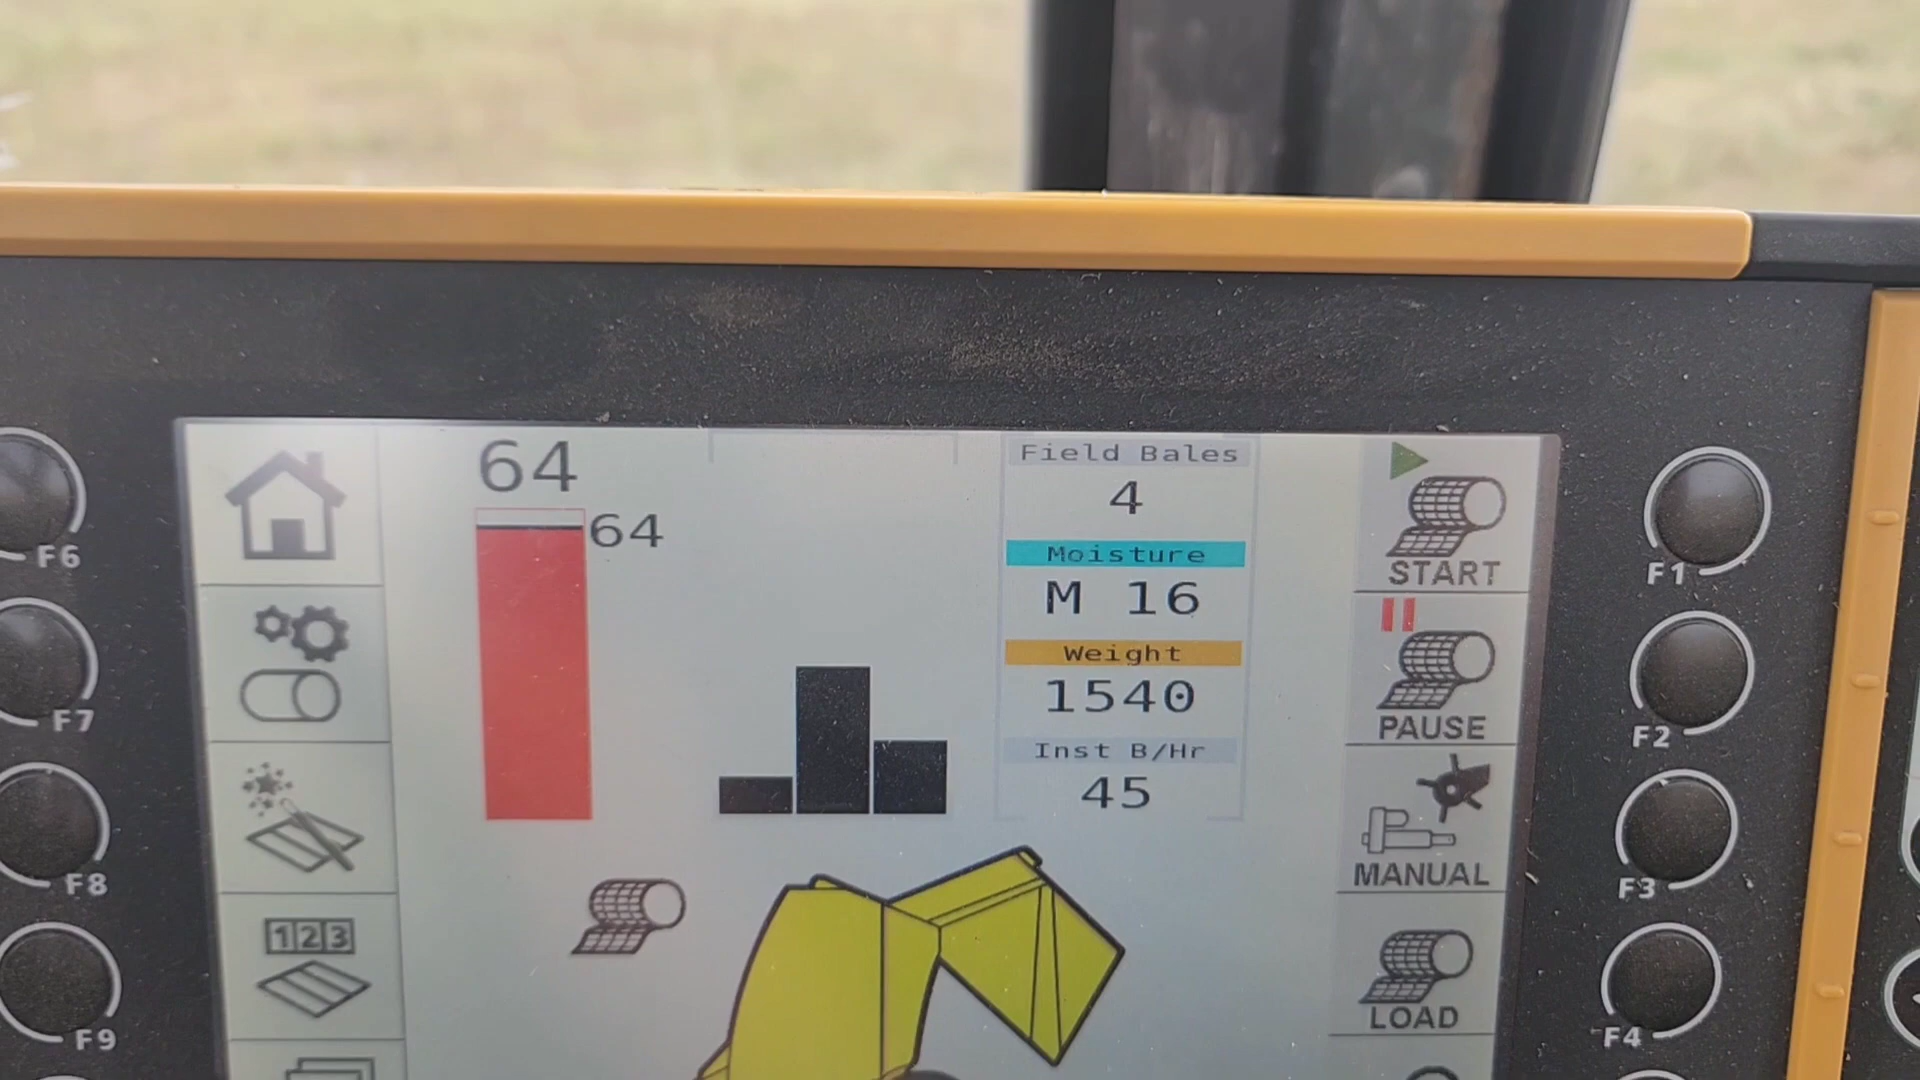 64
64
Field Bales
4
Moisture
M 16
Weight
1540
Inst B/Hr
45
START
PAUSE
MANUAL
LOAD
123
F6
F7
F8
F9
F1
F2
F3
F4